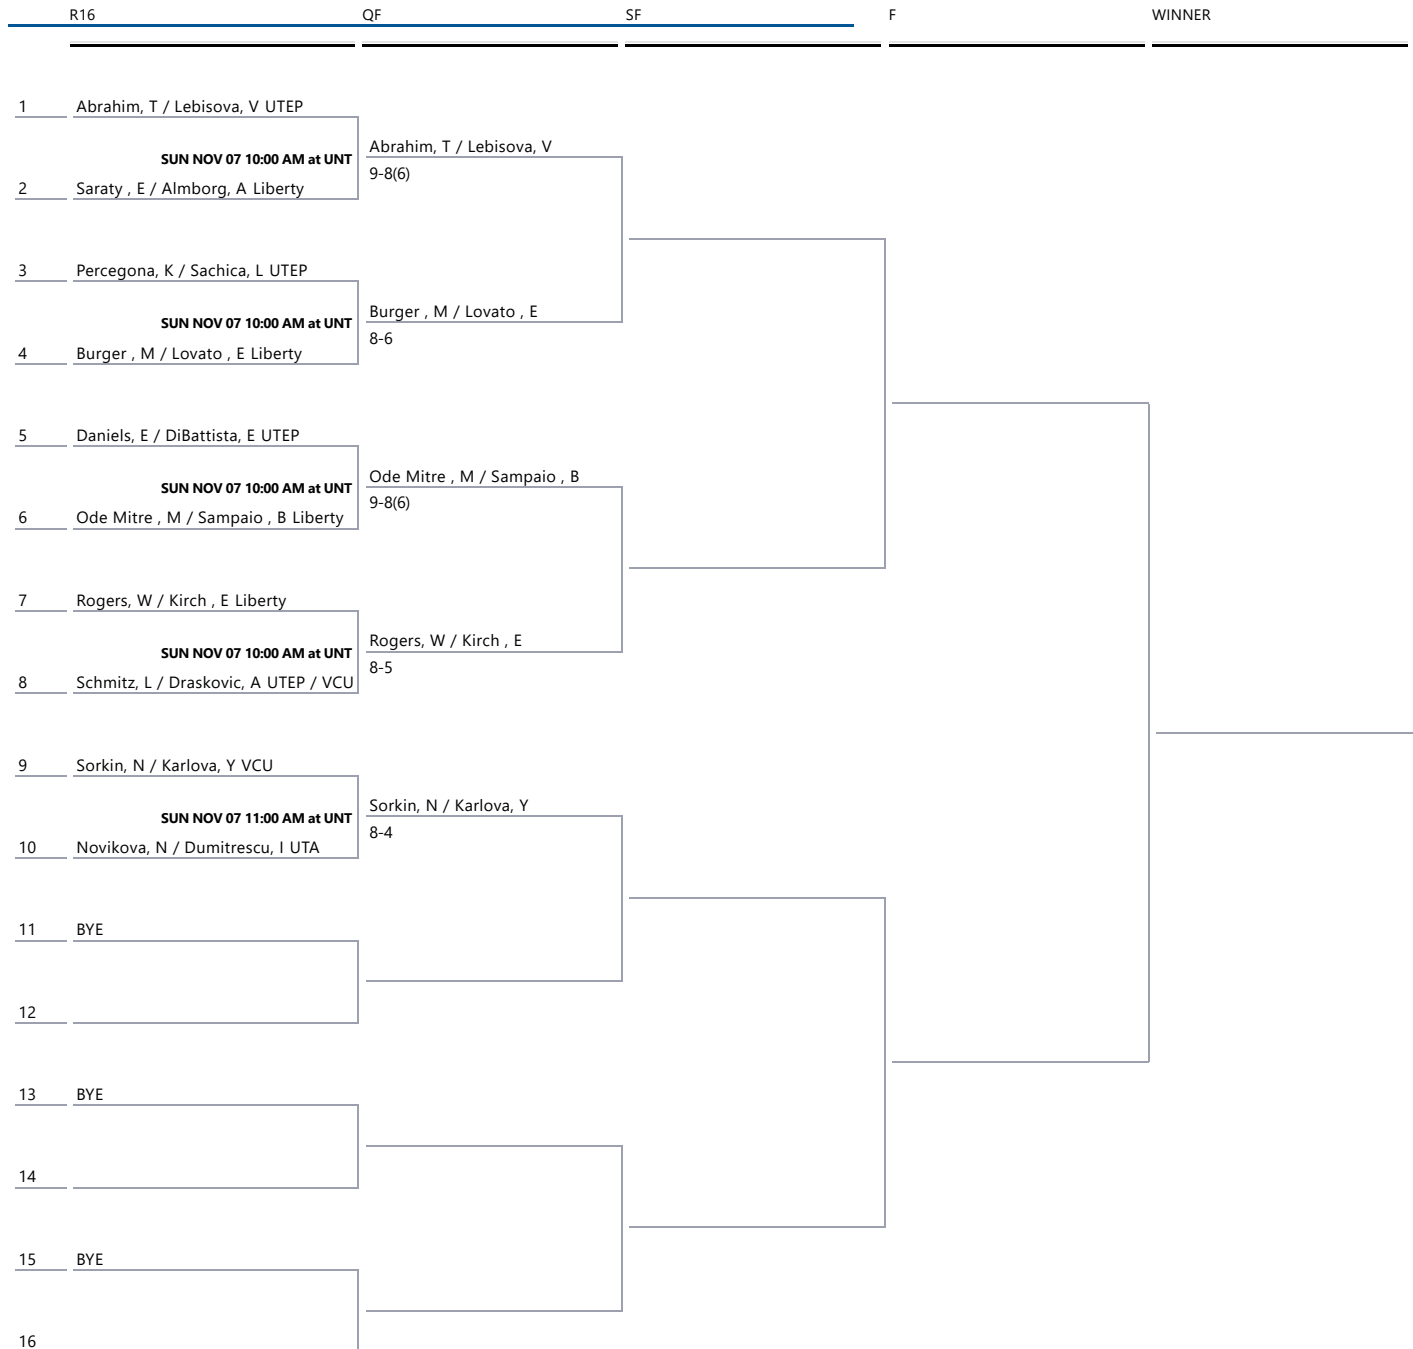 R16 QF SF F WINNER
1 Abrahim, T / Lebisova, V UTEP
Abrahim, T / Lebisova, V
SUN NOV 07 10:00 AM at UNT
9-8(6)
2 Saraty , E / Almborg, A Liberty
3 Percegona, K / Sachica, L UTEP
Burger , M / Lovato , E
SUN NOV 07 10:00 AM at UNT
8-6
4 Burger , M / Lovato , E Liberty
5 Daniels, E / DiBattista, E UTEP
Ode Mitre , M / Sampaio , B
SUN NOV 07 10:00 AM at UNT
9-8(6)
6 Ode Mitre , M / Sampaio , B Liberty
7 Rogers, W / Kirch , E Liberty
Rogers, W / Kirch , E
SUN NOV 07 10:00 AM at UNT
8-5
8 Schmitz, L / Draskovic, A UTEP / VCU
9 Sorkin, N / Karlova, Y VCU
Sorkin, N / Karlova, Y
SUN NOV 07 11:00 AM at UNT
8-4
10 Novikova, N / Dumitrescu, I UTA
11 BYE
12
13 BYE
14
15 BYE
16